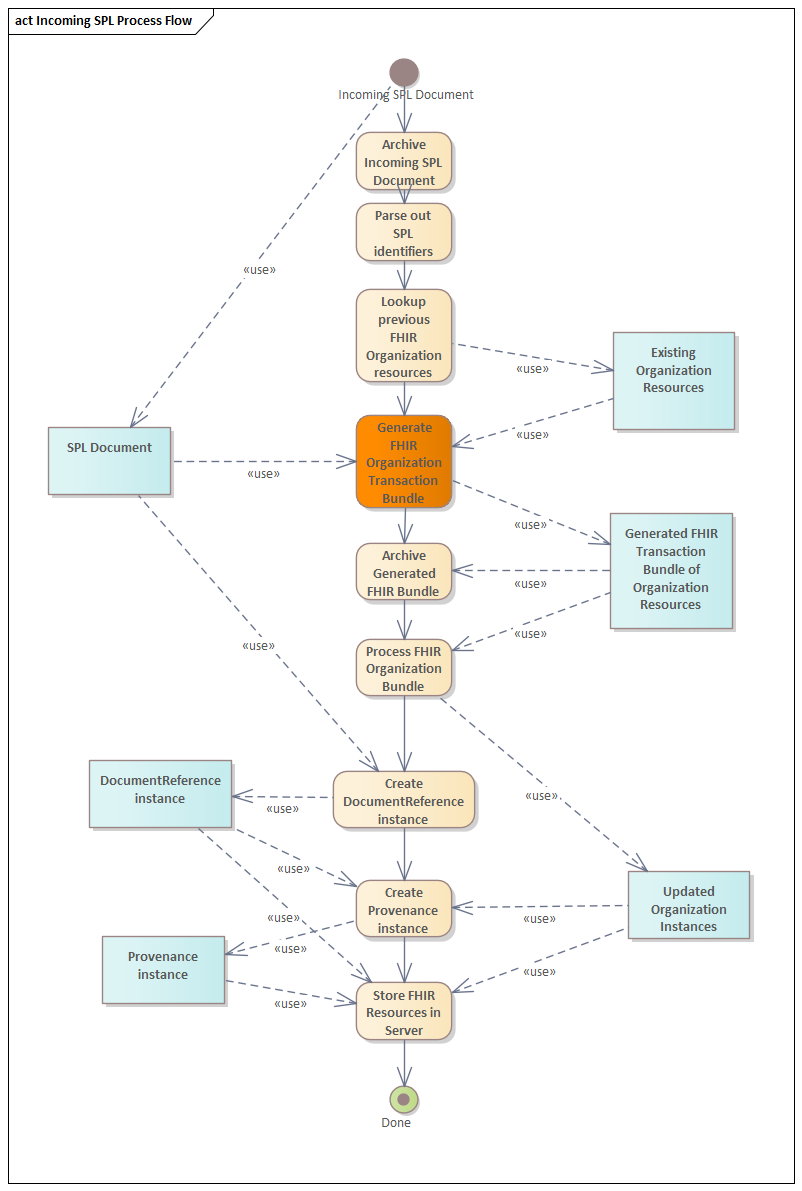 act Incoming SPL Process Flow
Incoming SPL Document
Archive
Incoming SPL
Document
Parse out
SPL
identifiers
«use»
Lookup
previous
FHIR
Organization
resources
«use»
Existing
Organization
Resources
«use»
SPL Document
«use»
Generate
FHIR
Organization
Transaction
Bundle
«use»
Generated FHIR
Transaction
Bundle of
Organization
Resources
Archive
Generated
FHIR Bundle
«use»
«use»
«use»
Process FHIR
Organization
Bundle
DocumentReference
instance
«use»
Create
DocumentReference
instance
«use»
«use»
Create
Provenance
instance
Updated
Organization
Instances
«use»
«use»
«use»
Provenance
instance
«use»
«use»
Store FHIR
Resources in
Server
Done